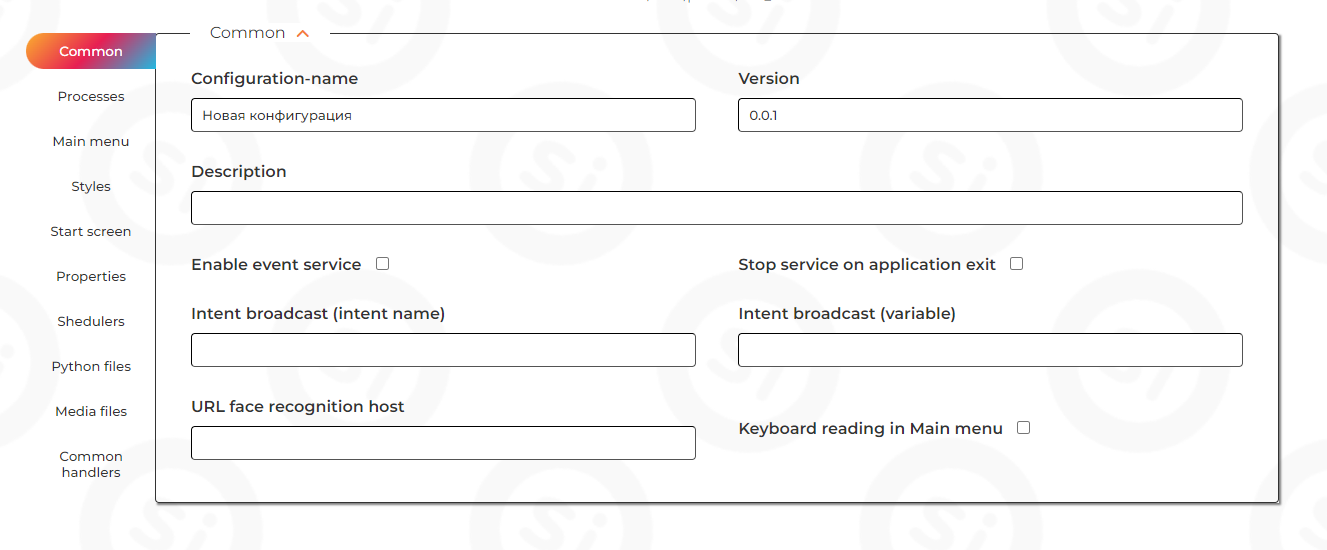 Common
Common
Processes
Main menu
Styles
Start screen
Properties
Shedulers
Python files
Media files
Common
handlers
Configuration-name
Version
Новая конфигурация
0.0.1
Description
Enable event service
Stop service on application exit
Intent broadcast (intent name)
Intent broadcast (variable)
URL face recognition host
Keyboard reading in Main menu